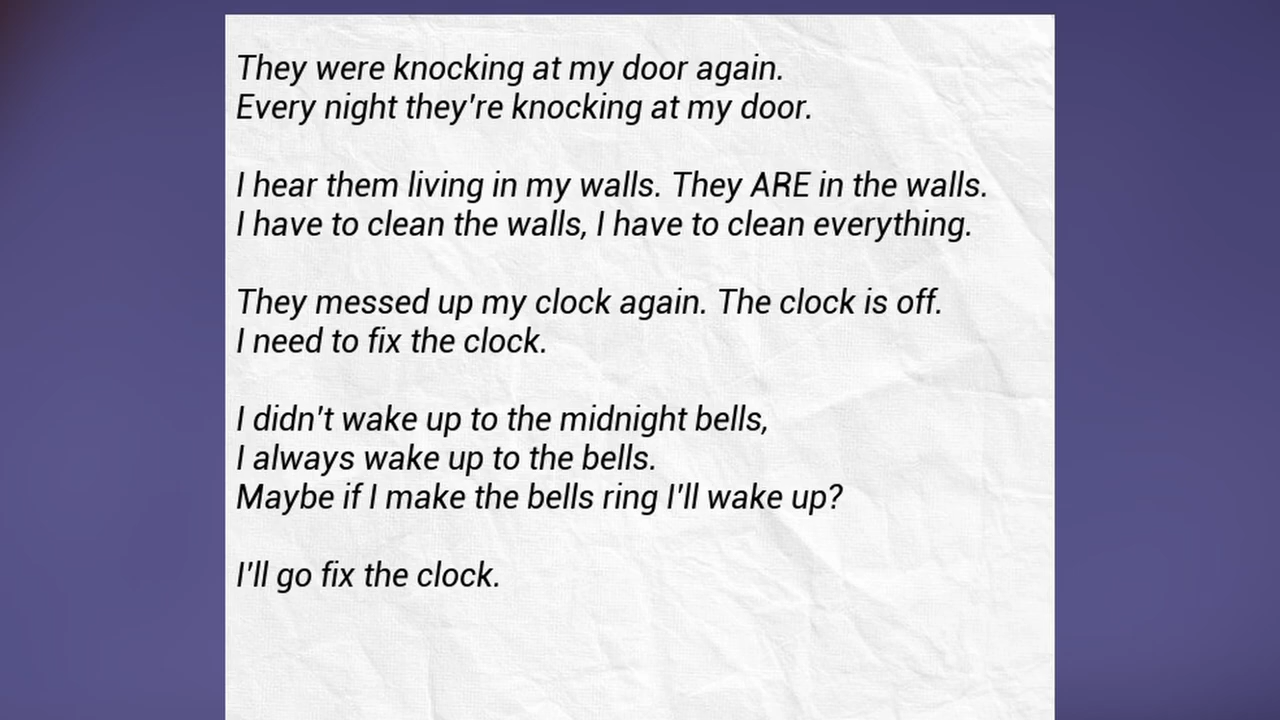 They were knocking at my door again.
Every night they're knocking at my door.
I hear them living in my walls. They ARE in the walls.
I have to clean the walls, I have to clean everything.
They messed up my clock again. The clock is off.
I need to fix the clock.
I didn't wake up to the midnight bells,
I always wake up to the bells.
Maybe if I make the bells ring I'll wake up?
I'll go fix the clock.